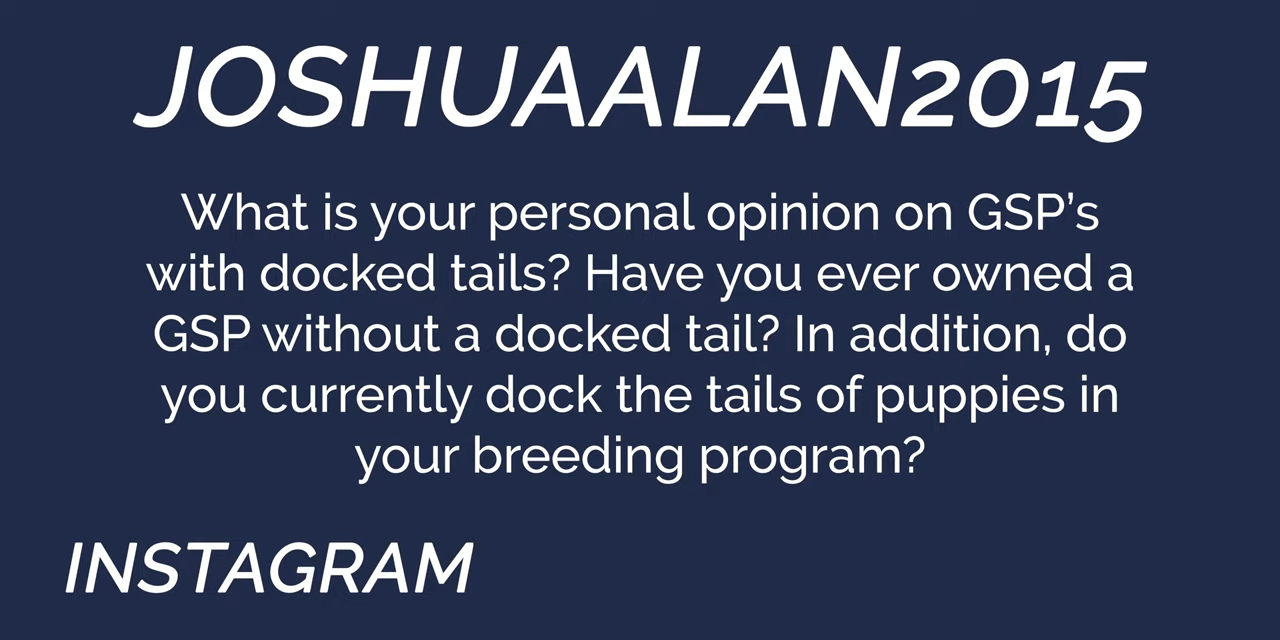 JOSHUAALAN2015
What is your personal opinion on GSP’s
with docked tails? Have you ever owned a
GSP without a docked tail? In addition, do
you currently dock the tails of puppies in
your breeding program?
INSTAGRAM